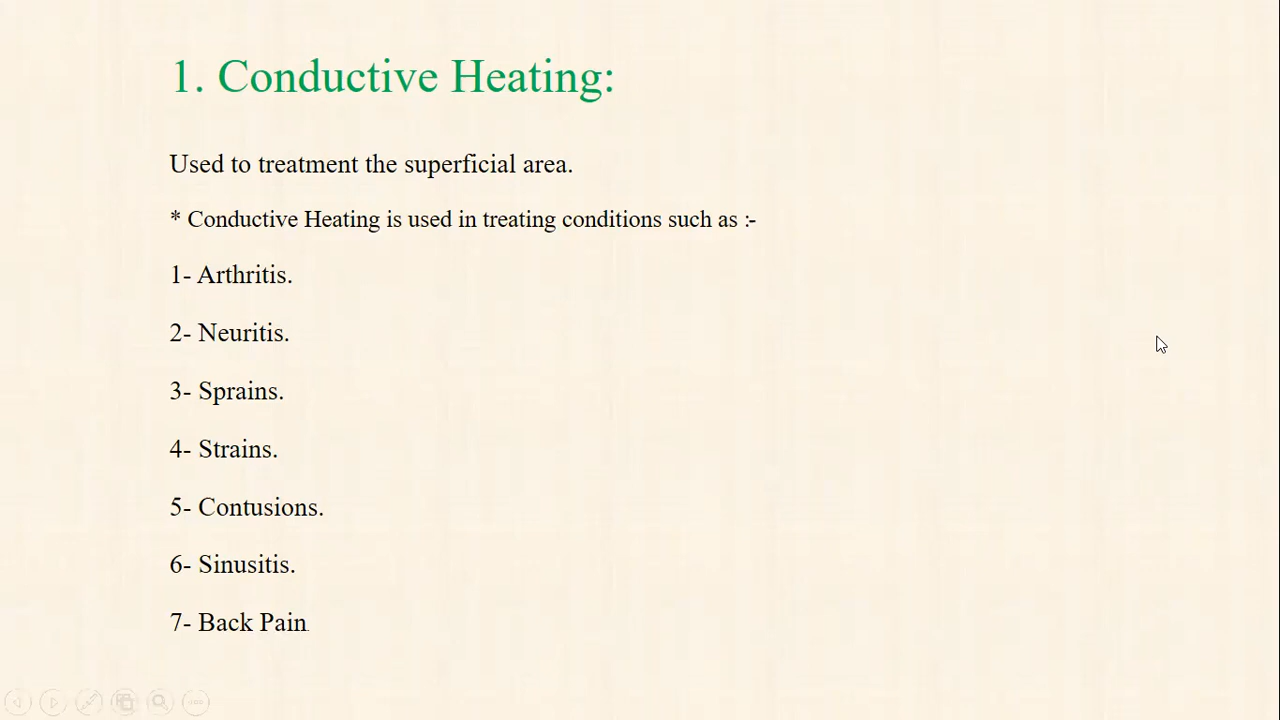 1. Conductive Heating:
Used to treatment the superficial area.
* Conductive Heating is used in treating conditions such as :-
1- Arthritis.
2- Neuritis.
3- Sprains.
4- Strains.
5- Contusions.
6- Sinusitis.
7- Back Pain.